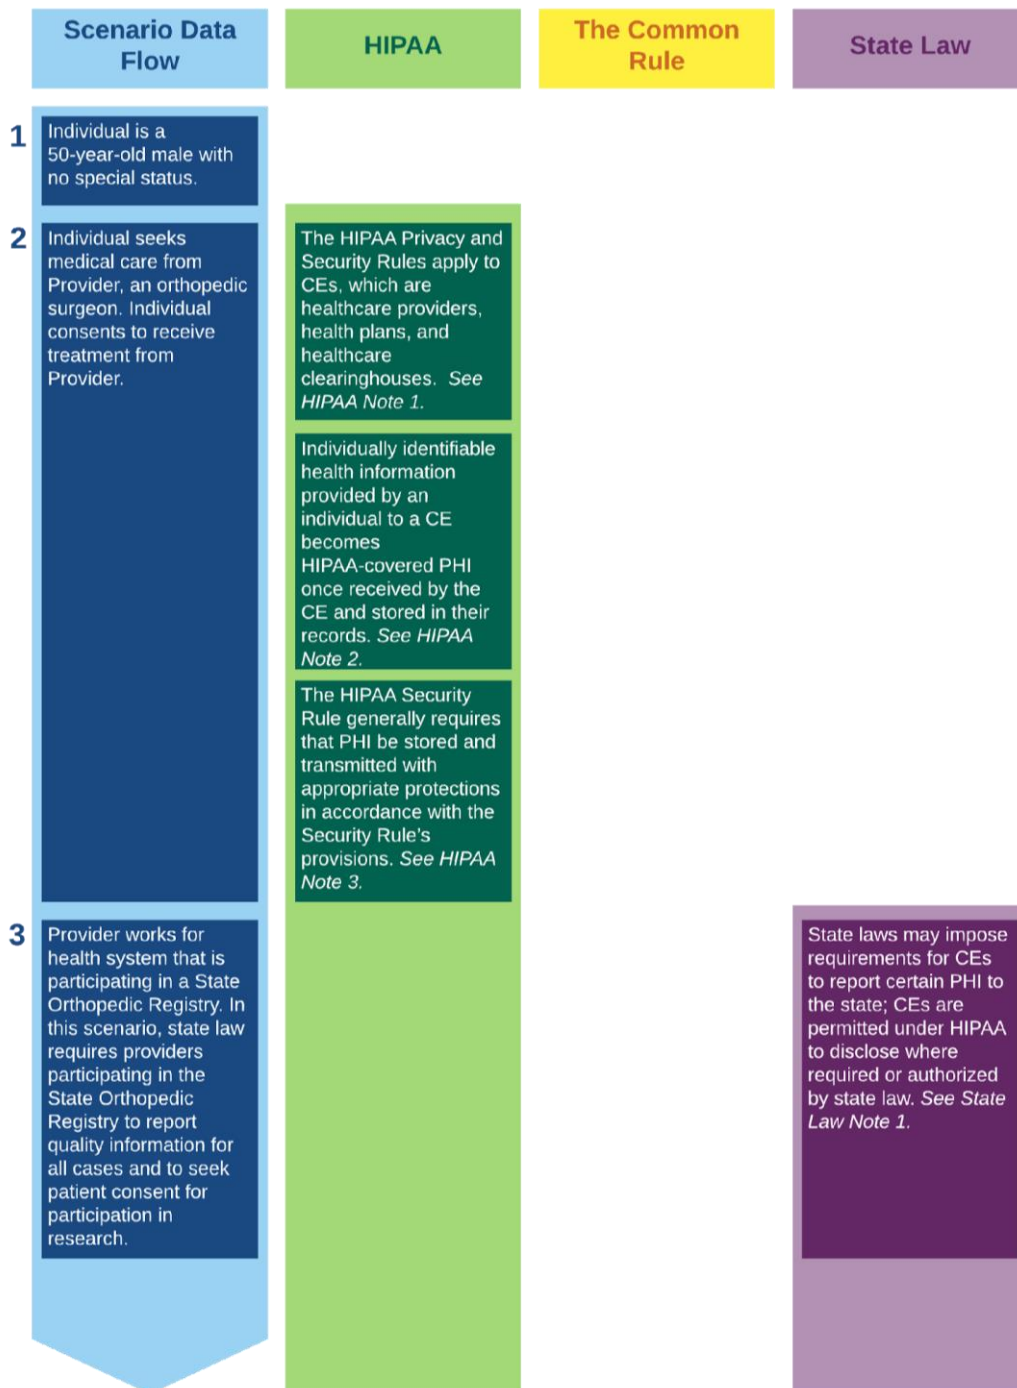 Scenario Data
Flow
HIPAA
The Common
Rule
State Law
1
Individual is a
50-year-old male with
no special status.
2
Individual seeks
medical care from
Provider, an orthopedic
surgeon. Individual
consents to receive
treatment from
Provider.
The HIPAA Privacy and
Security Rules apply to
CEs, which are
healthcare providers,
health plans, and
healthcare
clearinghouses. See
HIPAA Note 1.
Individually identifiable
health information
provided by an
individual to a CE
becomes
HIPAA-covered PHI
once received by the
CE and stored in their
records. See HIPAA
Note 2.
The HIPAA Security
Rule generally requires
that PHI be stored and
transmitted with
appropriate protections
in accordance with the
Security Rule's
provisions. See HIPAA
Note 3.
3
Provider works for
health system that is
participating in a State
Orthopedic Registry. In
this scenario, state law
requires providers
participating in the
State Orthopedic
Registry to report
quality information for
all cases and to seek
patient consent for
participation in
research.
State laws may impose
requirements for CEs
to report certain PHI to
the state; CEs are
permitted under HIPAA
to disclose where
required or authorized
by state law. See State
Law Note 1.